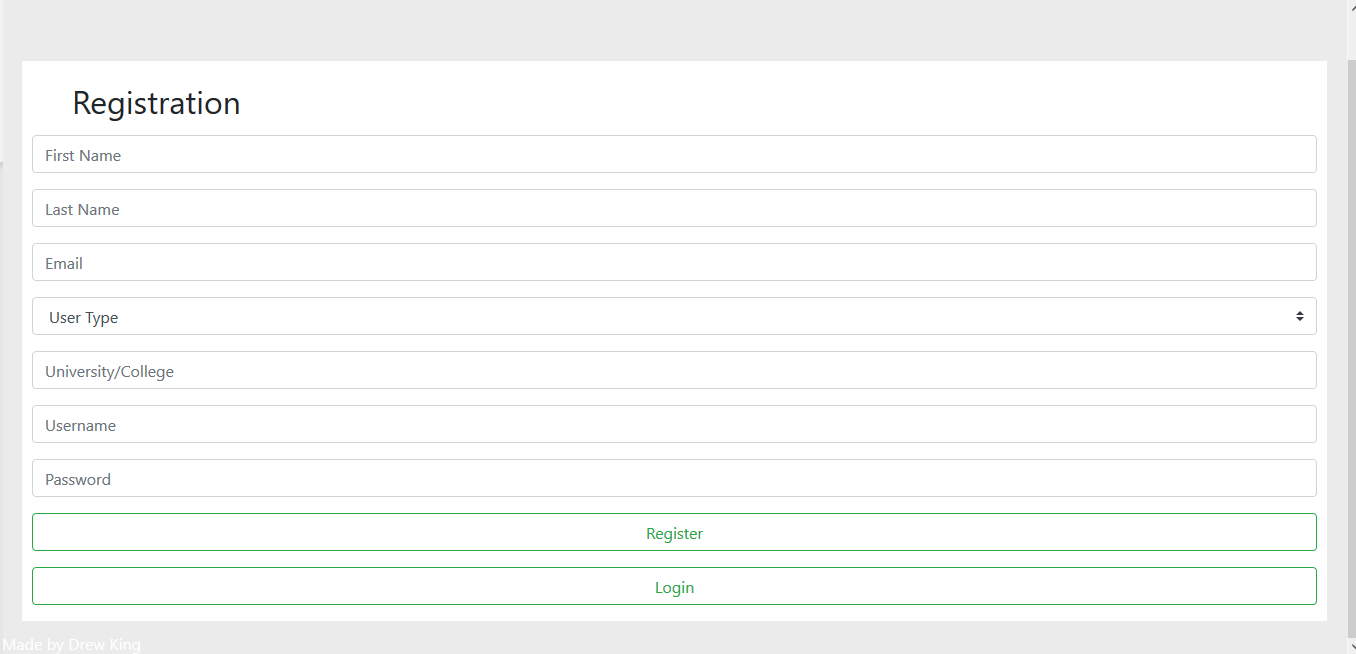 Registration
First Name
Last Name
Email
User Type
University/College
Username
Password
Register
Login
Made by Drew King